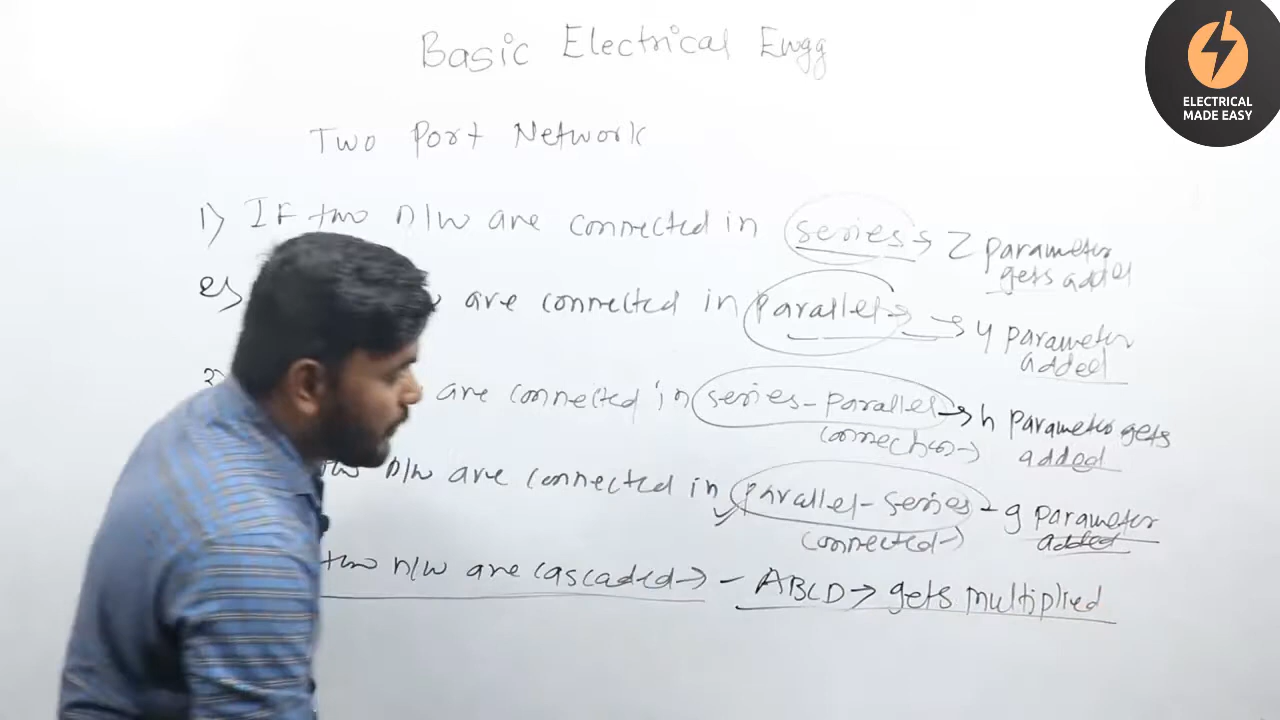 Basic Electrical Engg
ELECTRICAL
MADE EASY
Two Port Network
1) IF two n/w are connected in series → Z parameter
gets added
2) are connected in parallel → → y parameter
added
are connected in series-parallel → h parameter gets
connection → added
two n/w are connected in parallel-series - g parameter
connected → added
two n/w are cascaded → - ABCD → gets multiplied